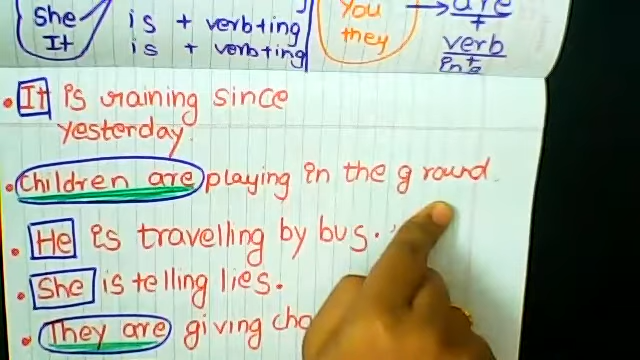 She is + verb+ing
It is + verb+ing
You
they
are
+
verb
• It is raining since
yesterday
• Children are playing in the ground.
• He is travelling by bus.
• She is telling lies.
• They are giving